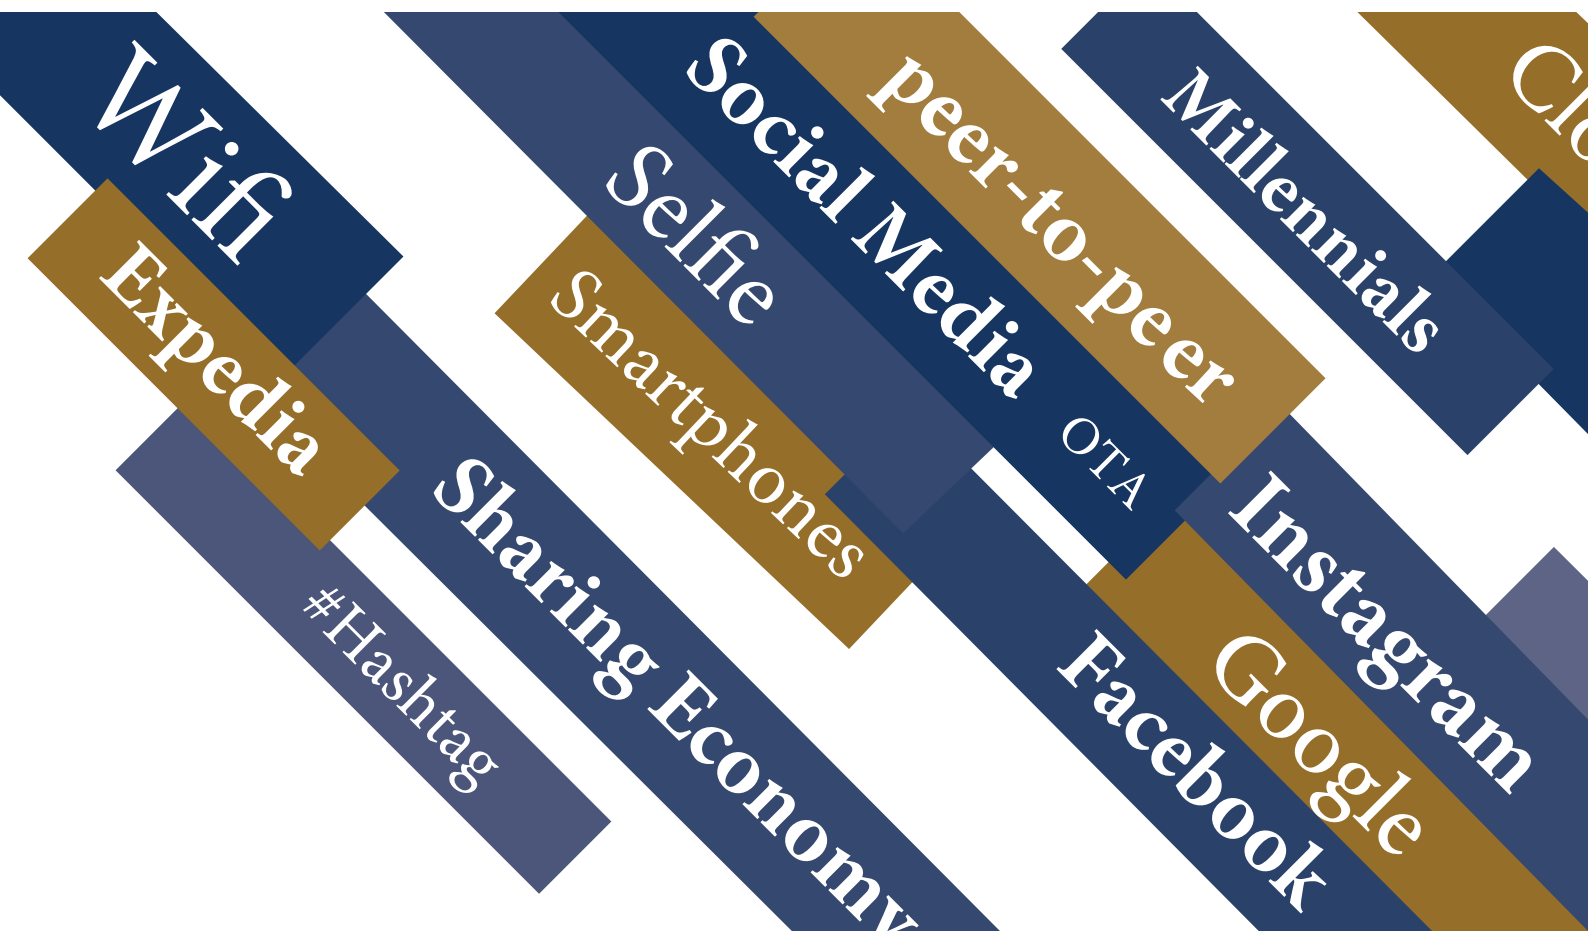 Wifi
Expedia
#Hashtag
Sharing Economy
Selfie
Smartphones
Social Media
OTA
peer-to-peer
Millennials
Instagram
Google
Facebook